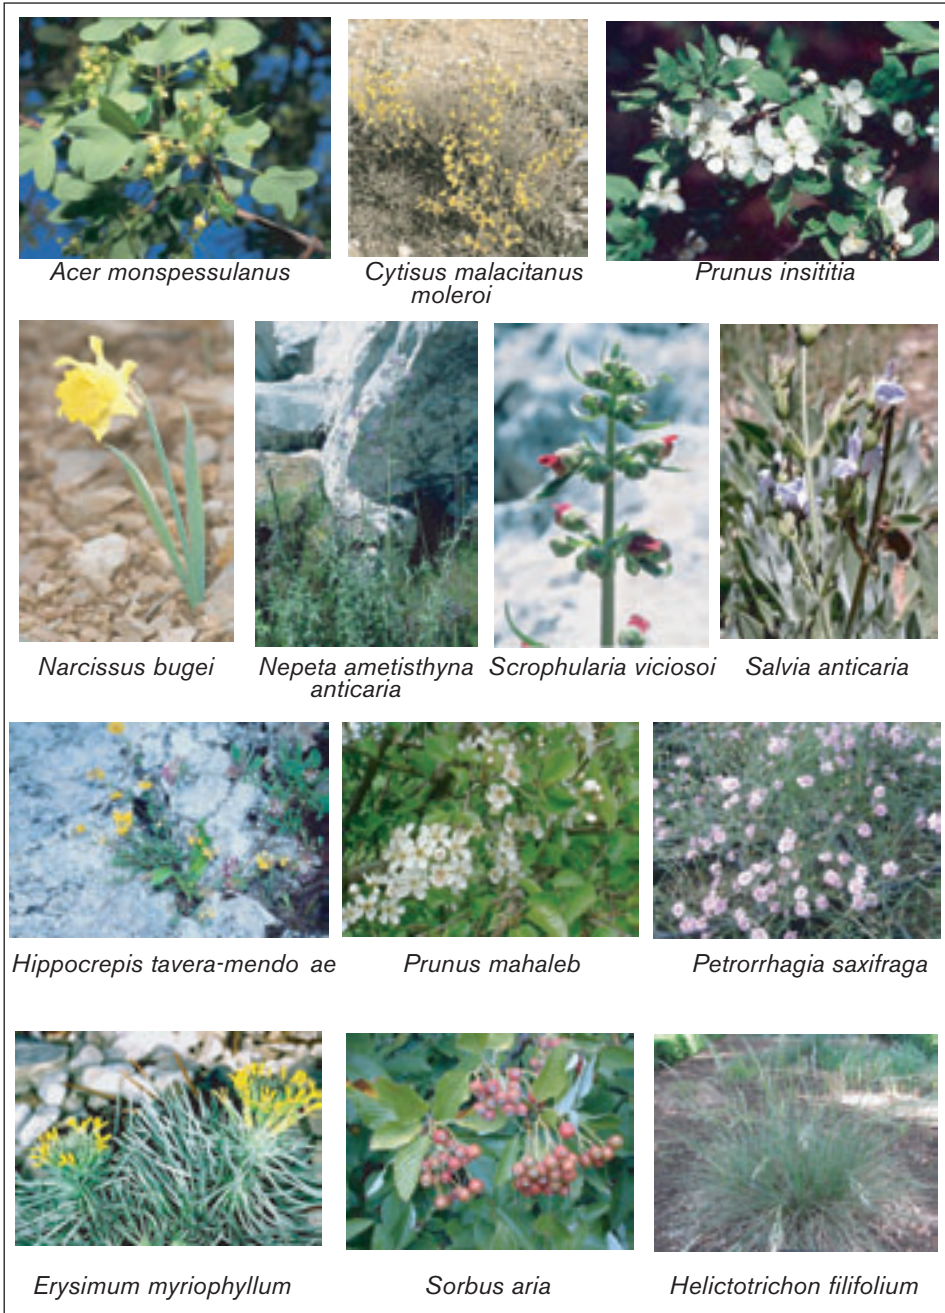 Acer monspessulanus
Cytisus malacitanus
moleroi
Prunus insititia
Narcissus bugei
Nepeta ametisthyna
anticaria
Scrophularia viciosoi
Salvia anticaria
Hippocrepis tavera-mendo ae
Prunus mahaleb
Petrorrhagia saxifraga
Erysimum myriophyllum
Sorbus aria
Helictotrichon filifolium